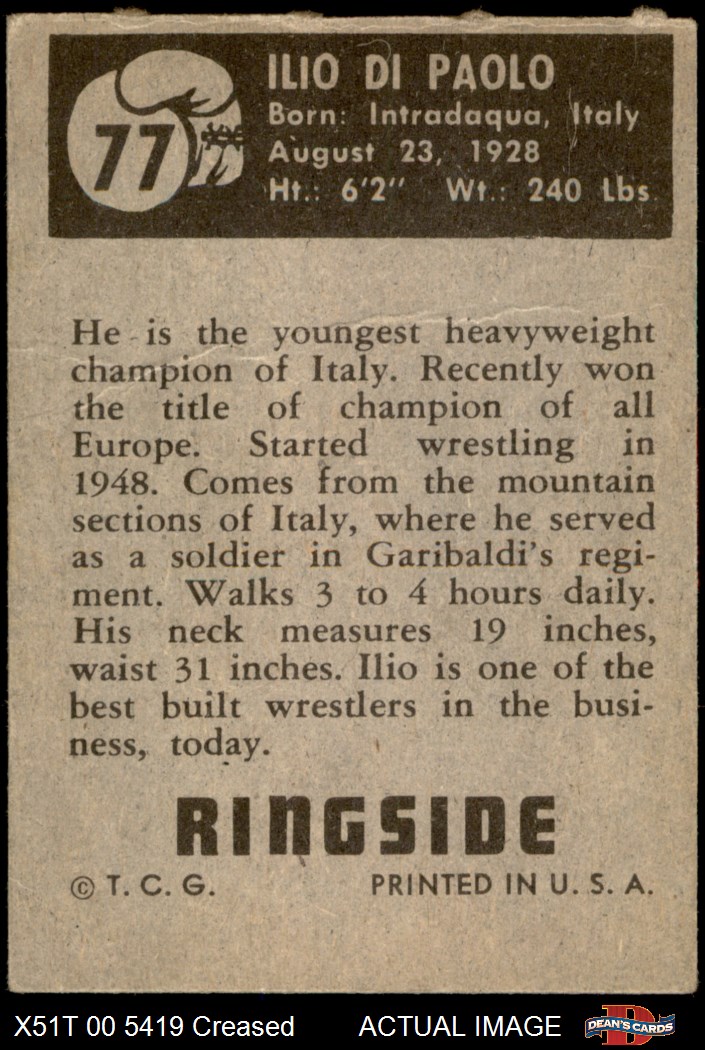 77
ILIO DI PAOLO
Born: Intradaqua, Italy
August 23, 1928
Ht.: 6'2" Wt.: 240 Lbs.
He is the youngest heavyweight
champion of Italy. Recently won
the title of champion of all
Europe. Started wrestling in
1948. Comes from the mountain
sections of Italy, where he served
as a soldier in Garibaldi's regi-
ment. Walks 3 to 4 hours daily.
His neck measures 19 inches,
waist 31 inches. Ilio is one of the
best built wrestlers in the busi-
ness, today.
RINGSIDE
© T. C. G. PRINTED IN U. S. A.
X51T 00 5419 Creased ACTUAL IMAGE D DEAN'S CARDS